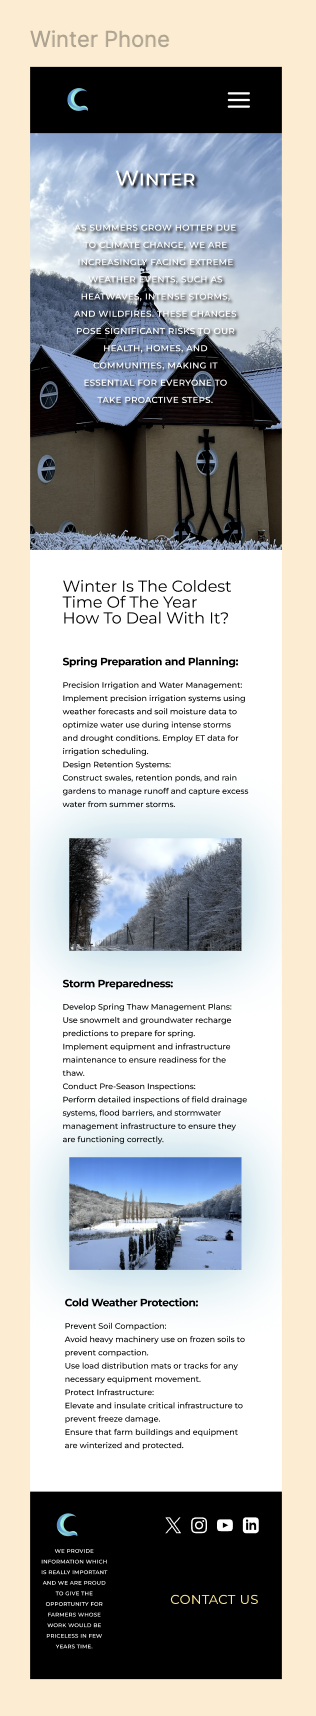 Winter Phone
Winter
As summers grow hotter due
to climate change, we are
increasingly facing extreme
weather events, such as
heatwaves, intense storms,
and wildfires. These changes
pose significant risks to our
health, homes, and
communities, making it
essential for everyone to
take proactive steps.
Winter Is The Coldest
Time Of The Year
How To Deal With It?
Spring Preparation and Planning:
Precision Irrigation and Water Management:
Implement precision irrigation systems using
weather forecasts and soil moisture data to
optimize water use during intense storms
and drought conditions. Employ ET data for
irrigation scheduling.
Design Retention Systems:
Construct swales, retention ponds, and rain
gardens to manage runoff and capture excess
water from summer storms.
Storm Preparedness:
Develop Spring Thaw Management Plans:
Use snowmelt and groundwater recharge
predictions to prepare for spring.
Implement equipment and infrastructure
maintenance to ensure readiness for the
thaw.
Conduct Pre-Season Inspections:
Perform detailed inspections of field drainage
systems, flood barriers, and stormwater
management infrastructure to ensure they
are functioning correctly.
Cold Weather Protection:
Prevent Soil Compaction:
Avoid heavy machinery use on frozen soils to
prevent compaction.
Use load distribution mats or tracks for any
necessary equipment movement.
Protect Infrastructure:
Elevate and insulate critical infrastructure to
prevent freeze damage.
Ensure that farm buildings and equipment
are winterized and protected.
WE PROVIDE
INFORMATION WHICH
IS REALLY IMPORTANT
AND WE ARE PROUD
TO GIVE THE
OPPORTUNITY FOR
FARMERS WHOSE
WORK WOULD BE
PRICELESS IN FEW
YEARS TIME.
CONTACT US